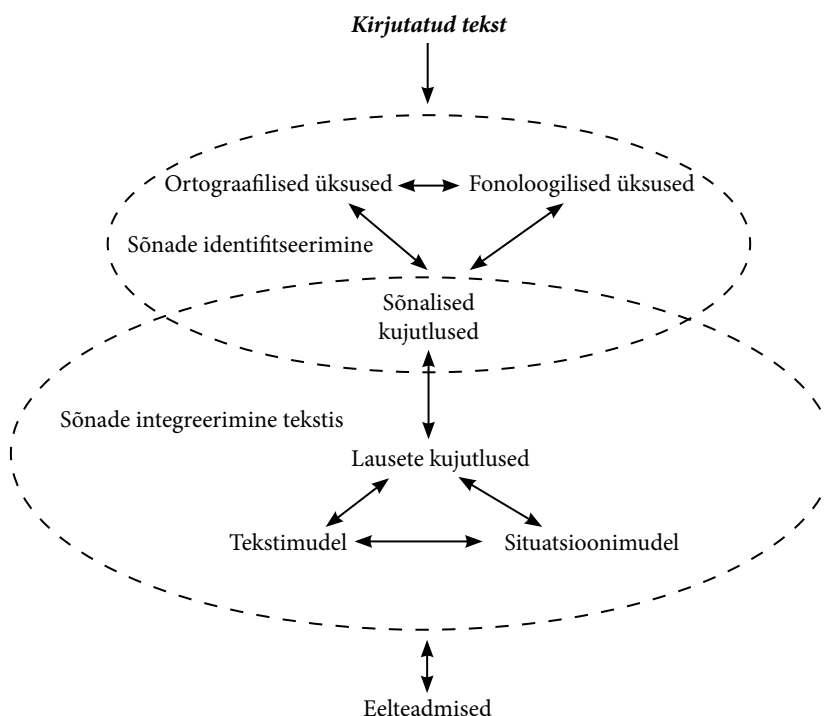 Kirjutatud tekst
Ortograafilised üksused
Fonoloogilised üksused
Sõnade identifitseerimine
Sõnalised
kujutlused
Sõnade integreerimine tekstis
Lausete kujutlused
Tekstimudel
Situatsioonimudel
Eelteadmised